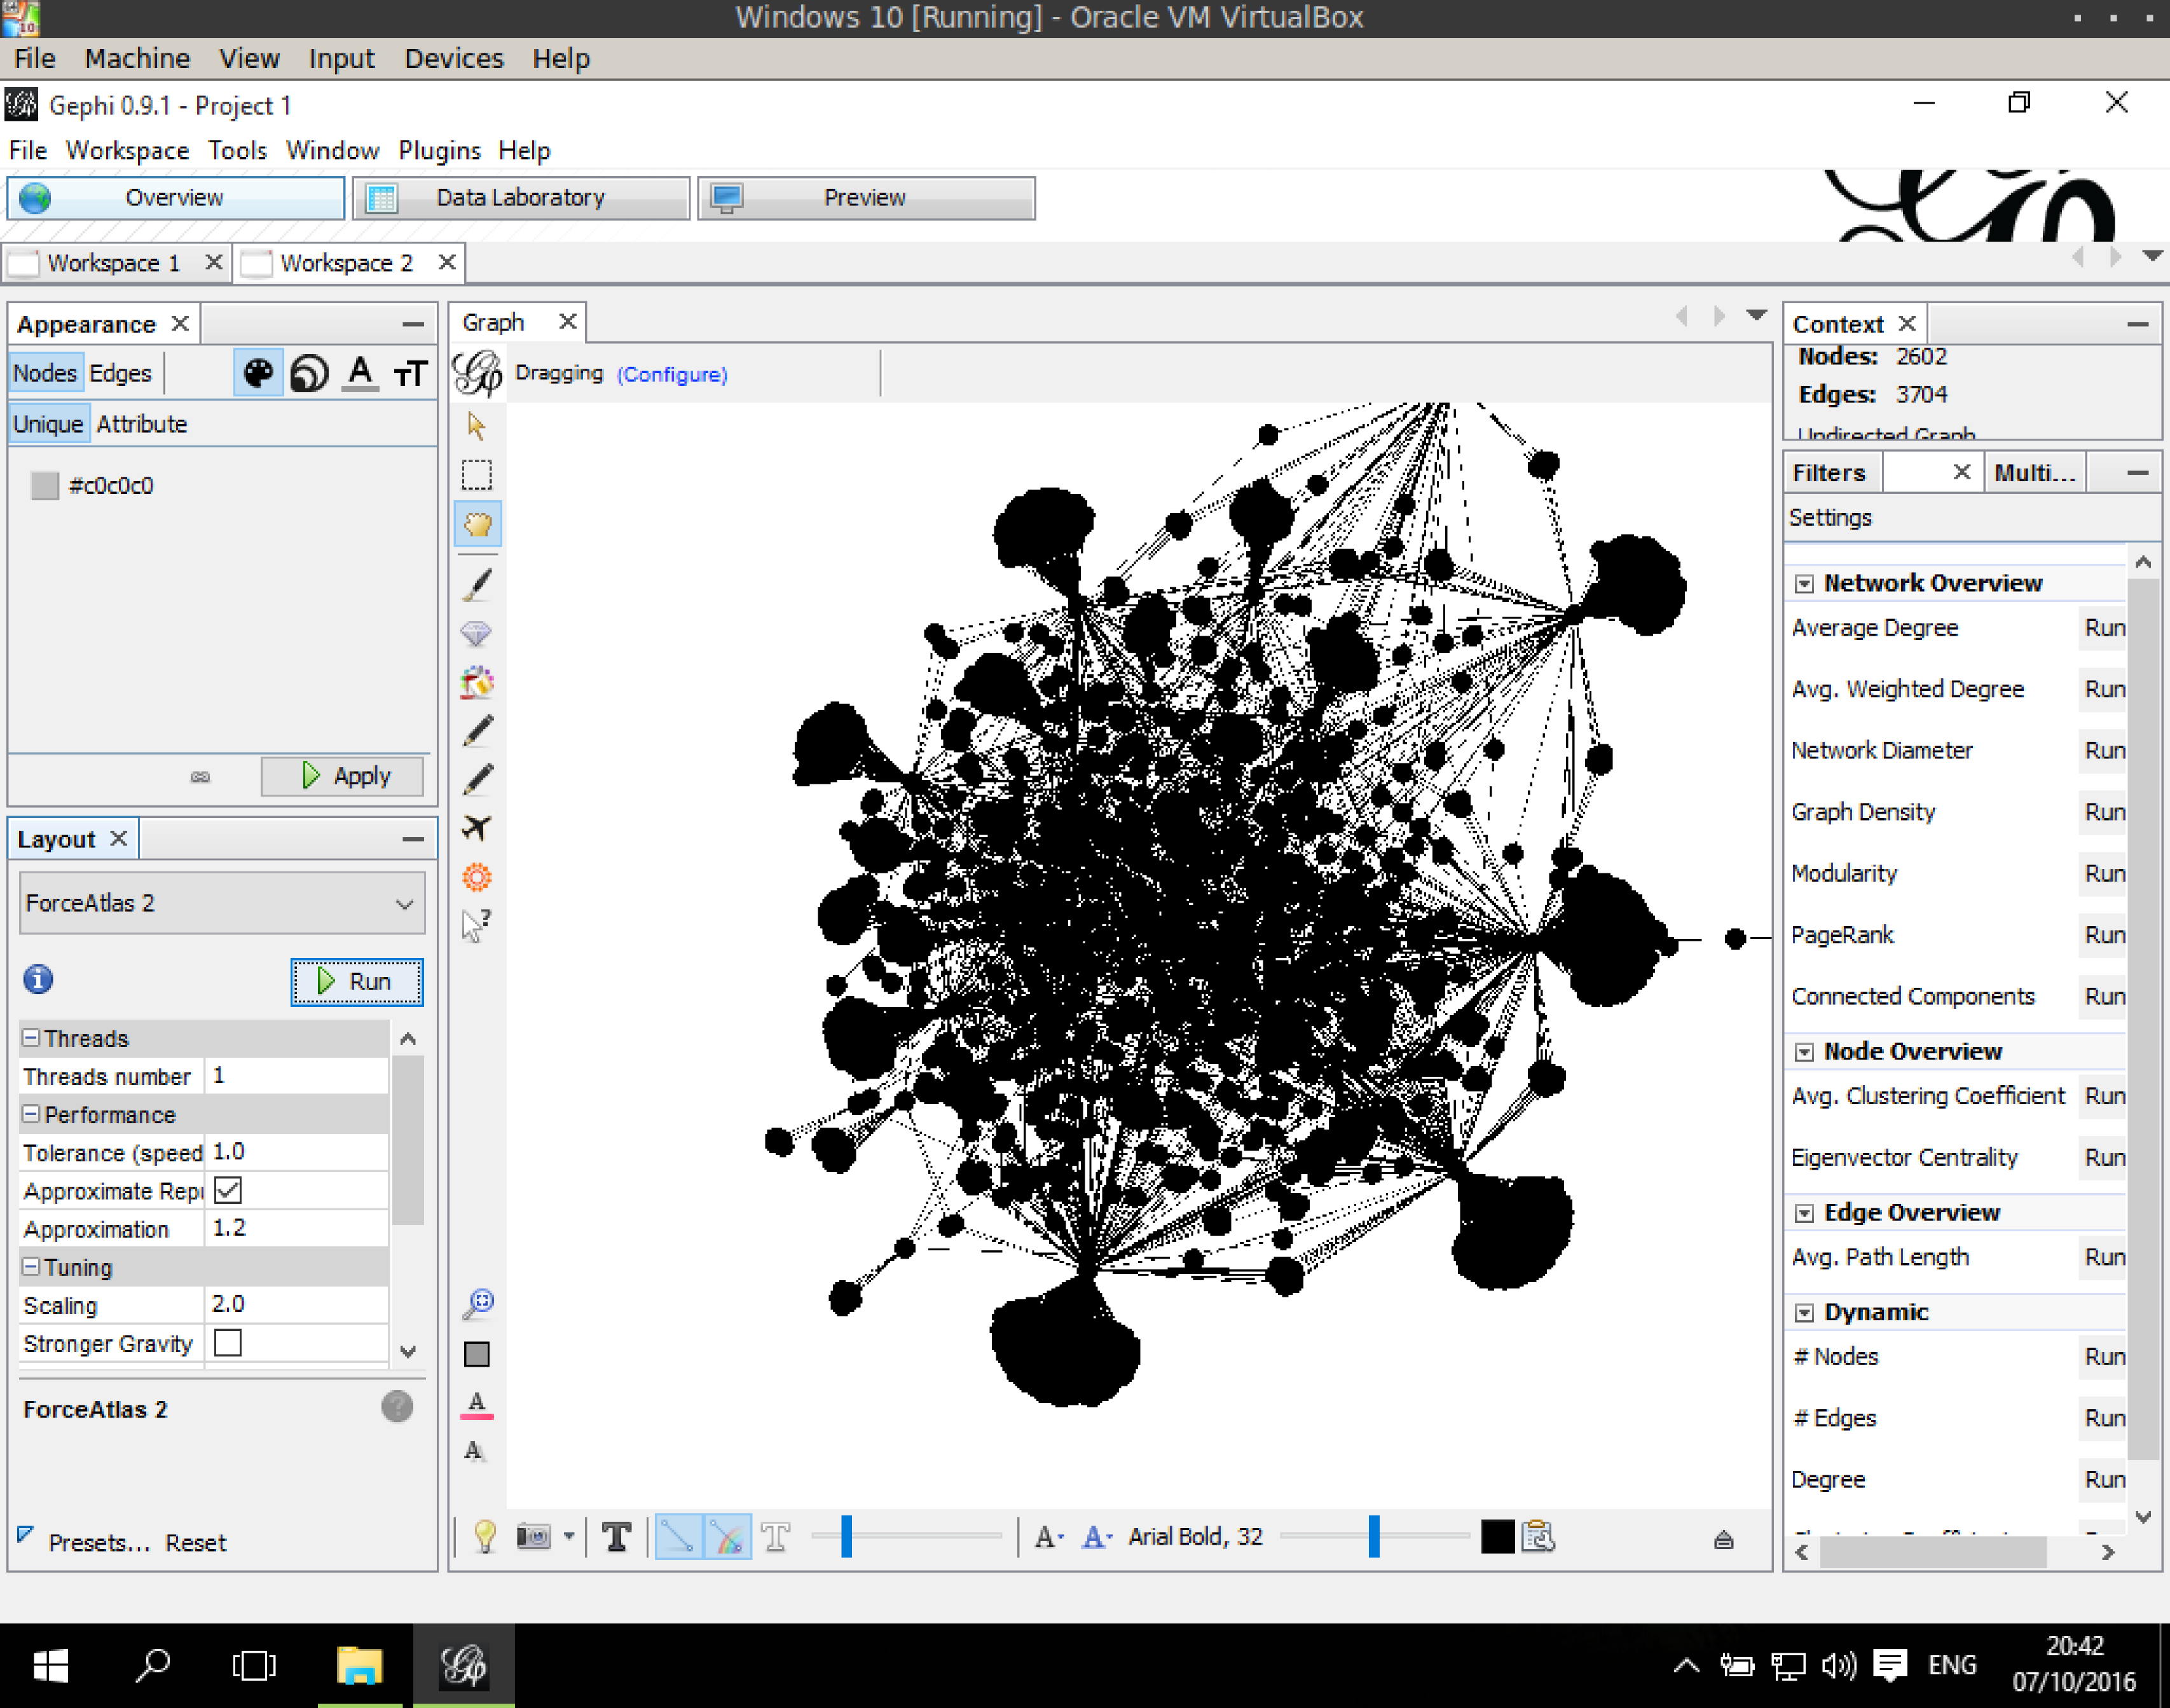 Windows 10 [Running] - Oracle VM VirtualBox
File Machine View Input Devices Help
Gephi 0.9.1 - Project 1
File Workspace Tools Window Plugins Help
Overview Data Laboratory Preview
Workspace 1 Workspace 2
Appearance
Nodes Edges
Unique Attribute
#c0c0c0
Apply
Layout
ForceAtlas 2
Run
Threads
Threads number 1
Performance
Tolerance (speed 1.0
Approximate Repu
Approximation 1.2
Tuning
Scaling 2.0
Stronger Gravity
ForceAtlas 2
Presets... Reset
Graph
Dragging (Configure)
Arial Bold, 32
Context
Nodes: 2602
Edges: 3704
Undirected Graph
Filters Multi...
Settings
Network Overview
Average Degree Run
Avg. Weighted Degree Run
Network Diameter Run
Graph Density Run
Modularity Run
PageRank Run
Connected Components Run
Node Overview
Avg. Clustering Coefficient Run
Eigenvector Centrality Run
Edge Overview
Avg. Path Length Run
Dynamic
# Nodes Run
# Edges Run
Degree Run
ENG
20:42
07/10/2016